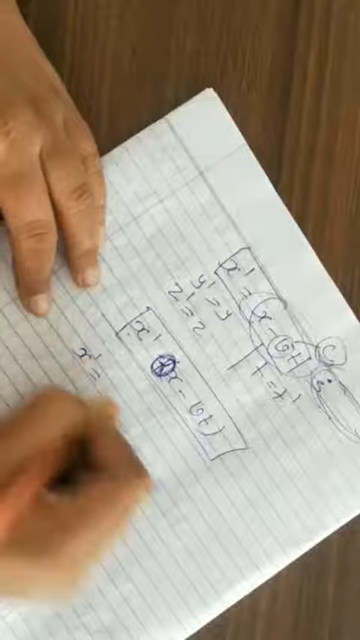 x' = (x - vt)
y' = y
z' = z
t' = t
x' x - vt)
x' =